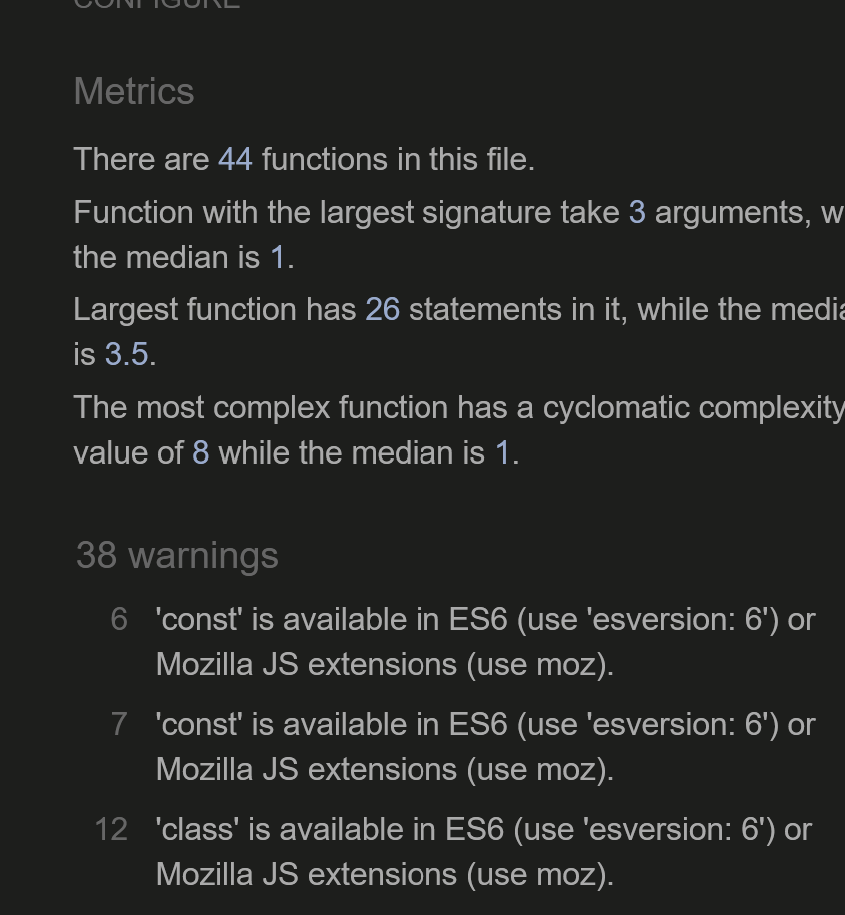 CONFIGURE
Metrics
There are 44 functions in this file.
Function with the largest signature take 3 arguments, w
the median is 1.
Largest function has 26 statements in it, while the media
is 3.5.
The most complex function has a cyclomatic complexity
value of 8 while the median is 1.
38 warnings
6 'const' is available in ES6 (use 'esversion: 6') or
Mozilla JS extensions (use moz).
7 'const' is available in ES6 (use 'esversion: 6') or
Mozilla JS extensions (use moz).
12 'class' is available in ES6 (use 'esversion: 6') or
Mozilla JS extensions (use moz).